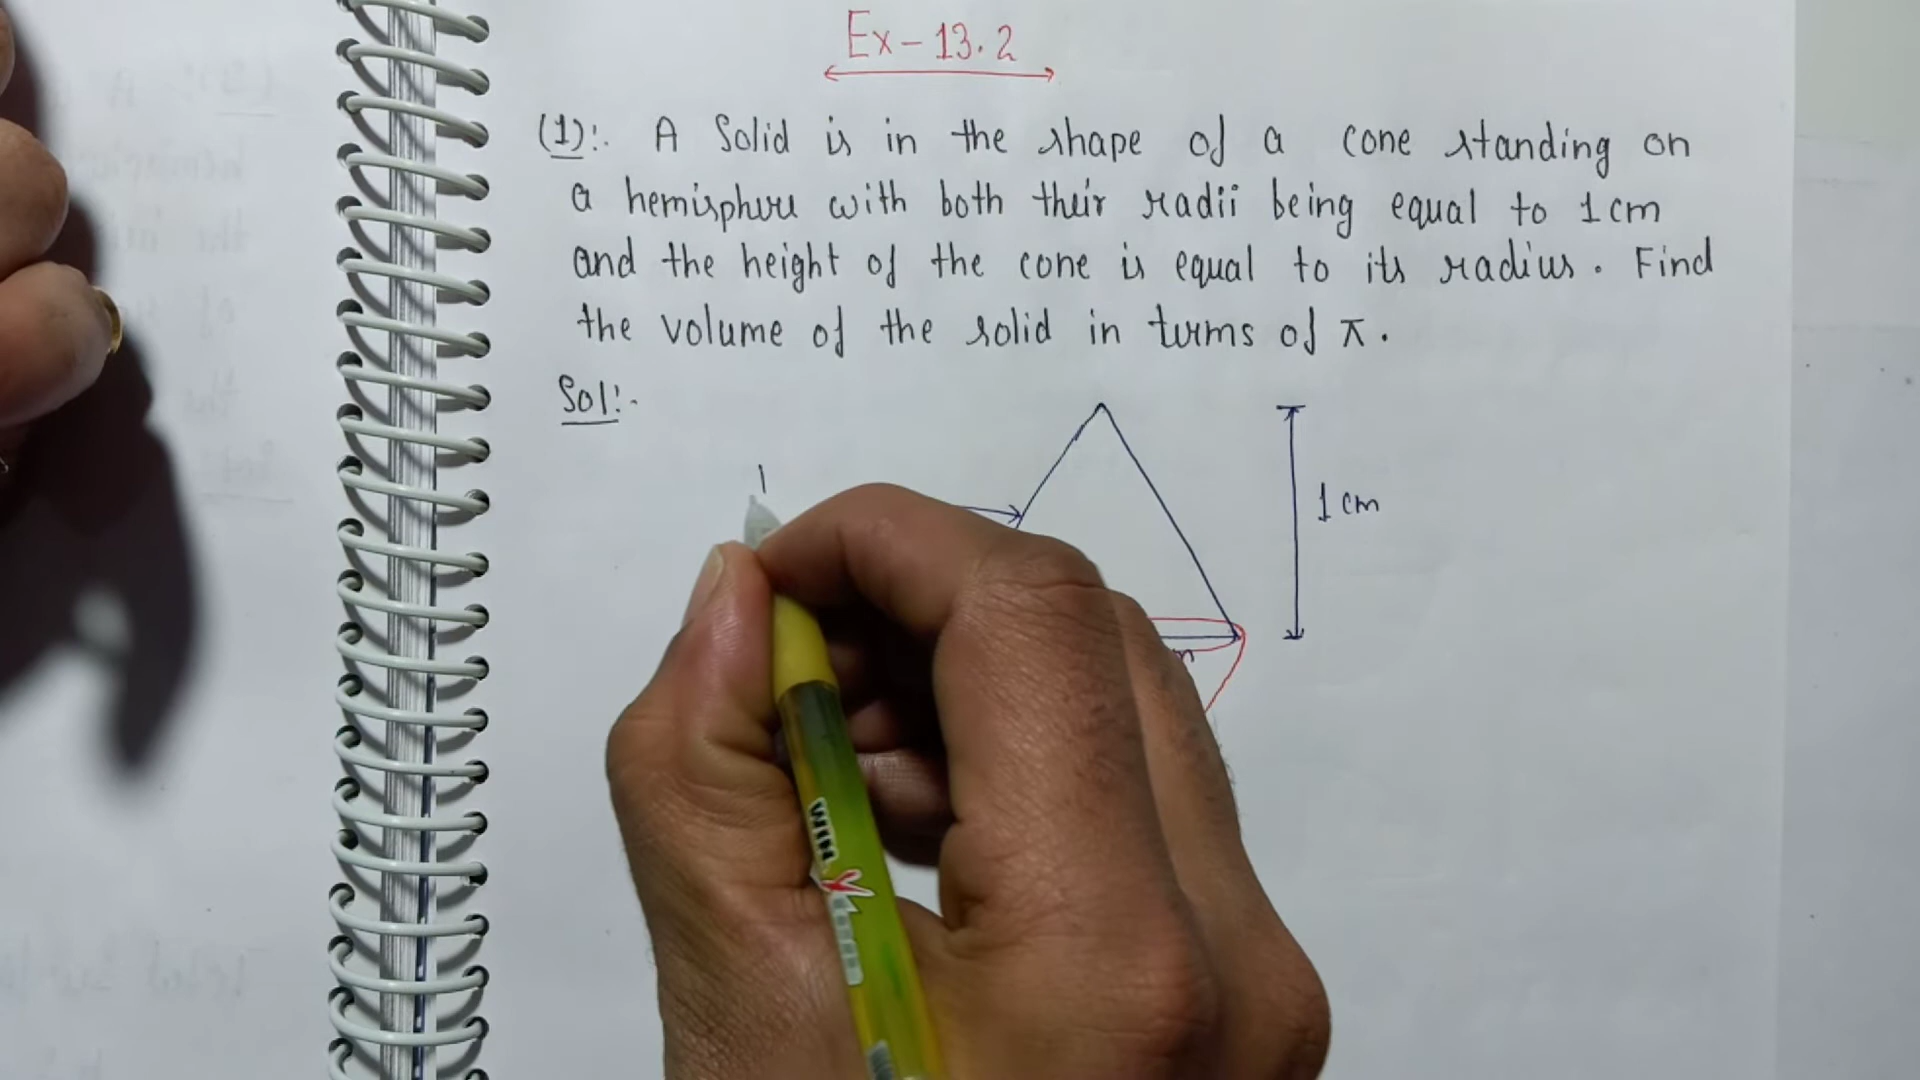 Ex-13.2
(1):. A Solid is in the shape of a cone standing on
a hemisphere with both their radii being equal to 1 cm
and the height of the cone is equal to its radius. Find
the volume of the solid in terms of π.
Sol:.
1 cm
WIN